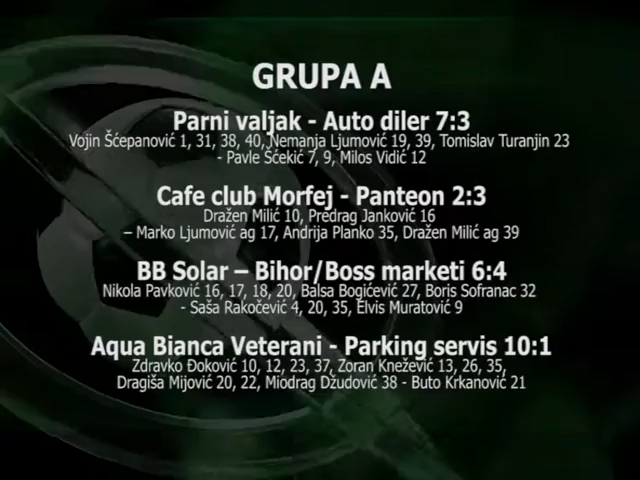 GRUPA A
Parni valjak - Auto diler 7:3
Vojin Šćepanović 1, 31, 38, 40, Nemanja Ljumović 19, 39, Tomislav Turanjin 23
- Pavle Šćekić 7, 9, Milos Vidić 12
Cafe club Morfej - Panteon 2:3
Dražen Milić 10, Predrag Janković 16
– Marko Ljumović ag 17, Andrija Planko 35, Dražen Milić ag 39
BB Solar – Bihor/Boss marketi 6:4
Nikola Pavković 16, 17, 18, 20, Balsa Bogićević 27, Boris Sofranac 32
- Saša Rakočević 4, 20, 35, Elvis Muratović 9
Aqua Bianca Veterani - Parking servis 10:1
Zdravko Đoković 10, 12, 23, 37, Zoran Knežević 13, 26, 35,
Dragiša Mijović 20, 22, Miodrag Džudović 38 - Buto Krkanović 21